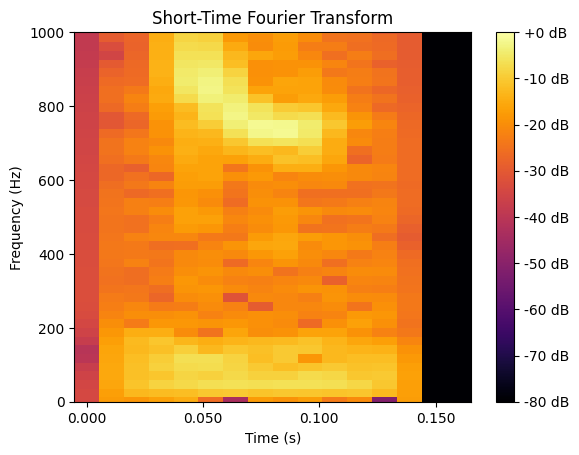 Short-Time Fourier Transform
1000
800
600
400
200
0
Frequency (Hz)
0.000
0.050
0.100
0.150
Time (s)
+0 dB
-10 dB
-20 dB
-30 dB
-40 dB
-50 dB
-60 dB
-70 dB
-80 dB